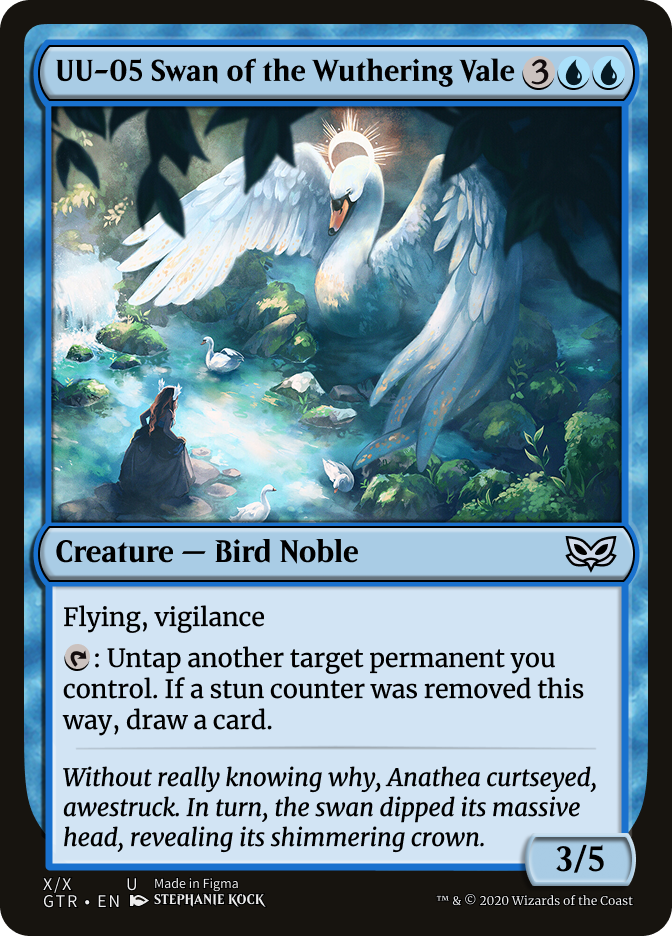 UU-05 Swan of the Wuthering Vale 3
Creature — Bird Noble
Flying, vigilance
: Untap another target permanent you
control. If a stun counter was removed this
way, draw a card.
Without really knowing why, Anathea curtseyed,
awestruck. In turn, the swan dipped its massive
head, revealing its shimmering crown.
3/5
X/X U Made in Figma
GTR • EN STEPHANIE KOCK
™ & © 2020 Wizards of the Coast